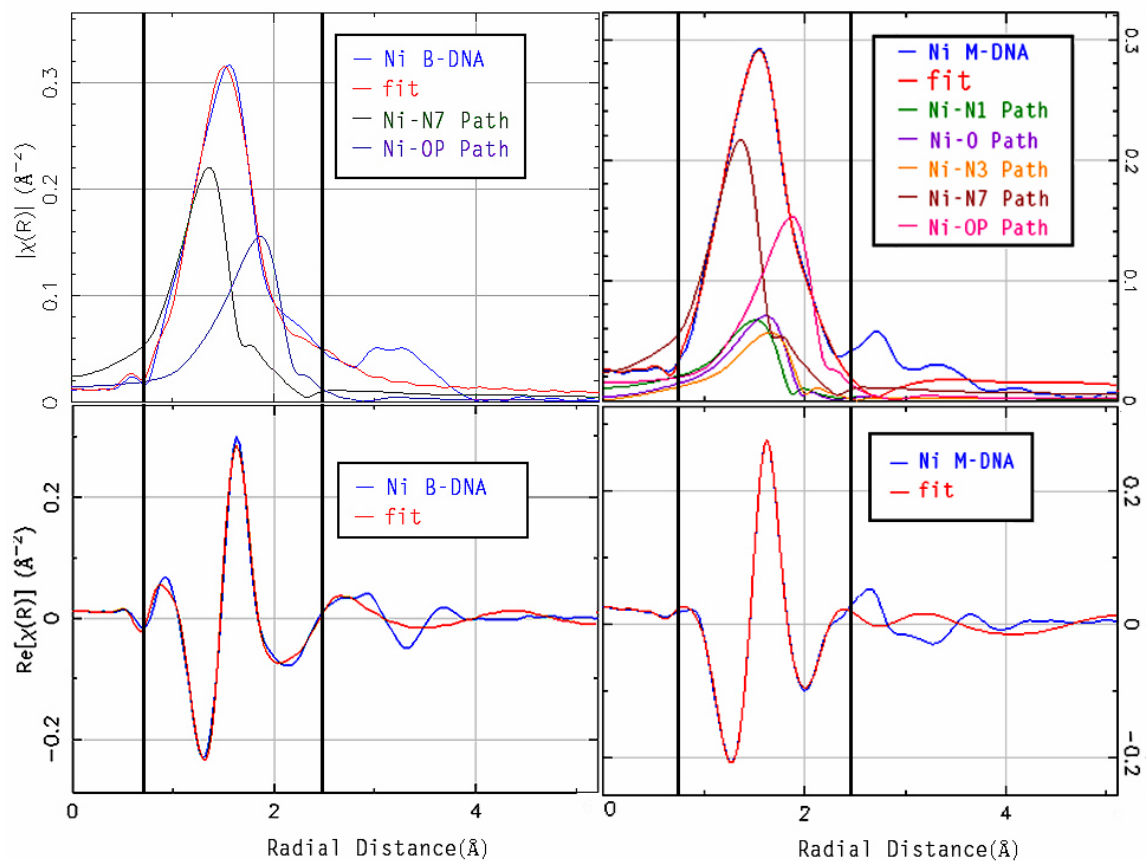 Ni B-DNA
fit
Ni-N7 Path
Ni-OP Path
|χ(R)| (Å⁻²)
0.3
0.2
0.1
0
Ni M-DNA
fit
Ni-N1 Path
Ni-O Path
Ni-N3 Path
Ni-N7 Path
Ni-OP Path
0.3
0.2
0.1
0
Ni B-DNA
fit
Re[χ(R)] (Å⁻²)
0.2
0
-0.2
0 2 4
Radial Distance(Å)
Ni M-DNA
fit
0.2
0
-0.2
0 2 4
Radial Distance(Å)